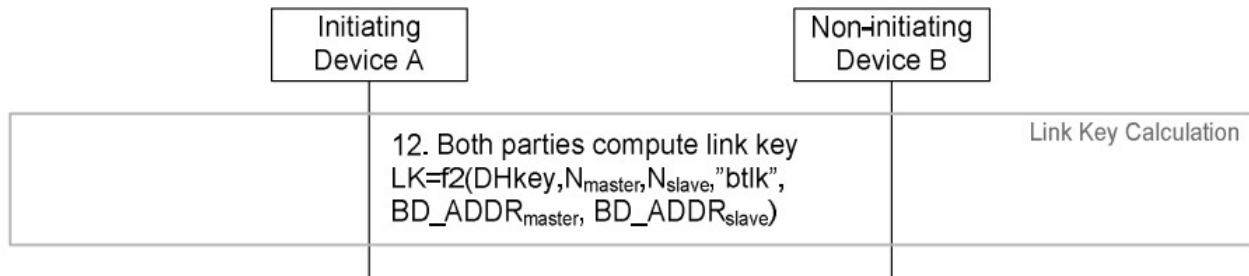 Initiating
Device A
Non-initiating
Device B
Link Key Calculation
12. Both parties compute link key
LK=f2(DHkey,Nmaster,Nslave,”btlk”,
BD_ADDRmaster, BD_ADDRslave)